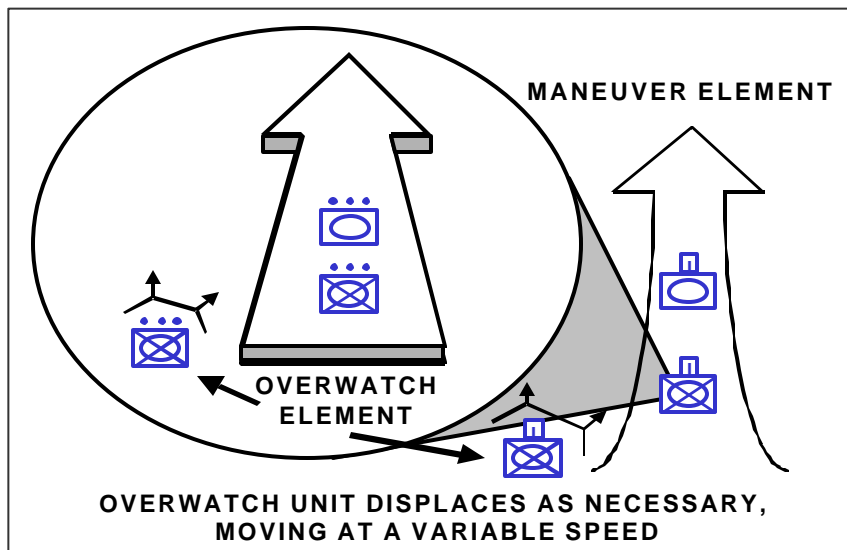 MANEUVER ELEMENT
OVERWATCH
ELEMENT
OVERWATCH UNIT DISPLACES AS NECESSARY,
MOVING AT A VARIABLE SPEED